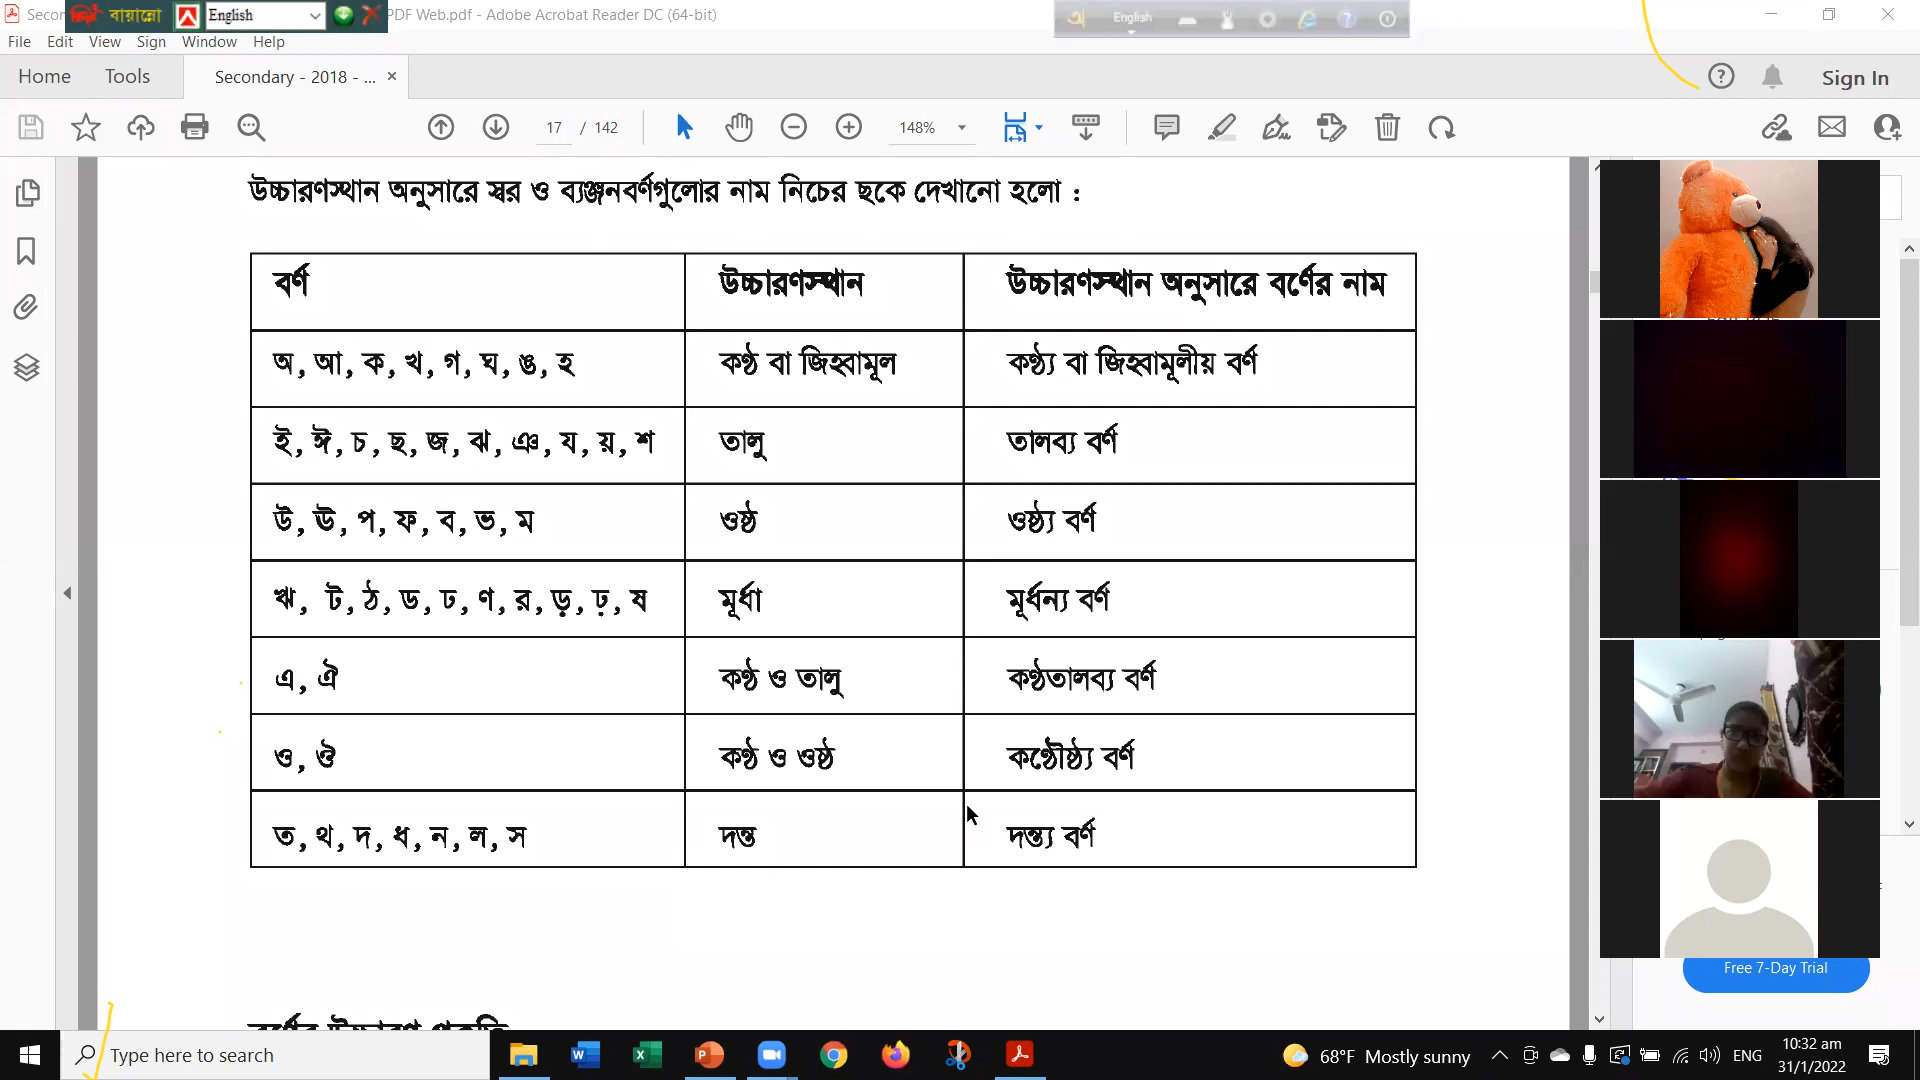 বায়ান্নো English PDF Web.pdf - Adobe Acrobat Reader DC (64-bit) English
File Edit View Sign Window Help
Home Tools Secondary - 2018 - ... Sign In
17 / 142 148%
উচ্চারণস্থান অনুসারে স্বর ও ব্যঞ্জনবর্ণগুলোর নাম নিচের ছকে দেখানো হলো :
বর্ণ উচ্চারণস্থান উচ্চারণস্থান অনুসারে বর্ণের নাম
অ, আ, ক, খ, গ, ঘ, ঙ, হ কণ্ঠ বা জিহ্বামূল কণ্ঠ্য বা জিহ্বামূলীয় বর্ণ
ই, ঈ, চ, ছ, জ, ঝ, ঞ, য, য়, শ তালু তালব্য বর্ণ
উ, ঊ, প, ফ, ব, ভ, ম ওষ্ঠ ওষ্ঠ্য বর্ণ
ঋ, ট, ঠ, ড, ঢ, ণ, র, ড়, ঢ়, ষ মূর্ধা মূর্ধন্য বর্ণ
এ, ঐ কণ্ঠ ও তালু কণ্ঠতালব্য বর্ণ
ও, ঔ কণ্ঠ ও ওষ্ঠ কণ্ঠৌষ্ঠ্য বর্ণ
ত, থ, দ, ধ, ন, ল, স দন্ত দন্ত্য বর্ণ
Free 7-Day Trial
Type here to search 68°F Mostly sunny ENG 10:32 am
31/1/2022